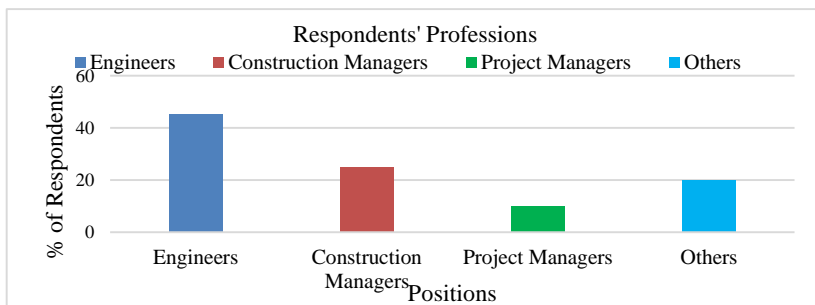 Respondents' Professions
Engineers Construction Managers Project Managers Others
% of Respondents
60
40
20
0
Engineers Construction Managers Project Managers Others
Positions